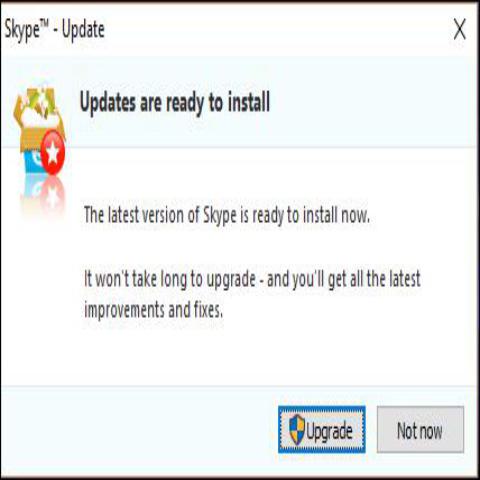 Skype™ - Update
Updates are ready to install
The latest version of Skype is ready to install now.
It won't take long to upgrade - and you'll get all the latest
improvements and fixes.
Upgrade
Not now